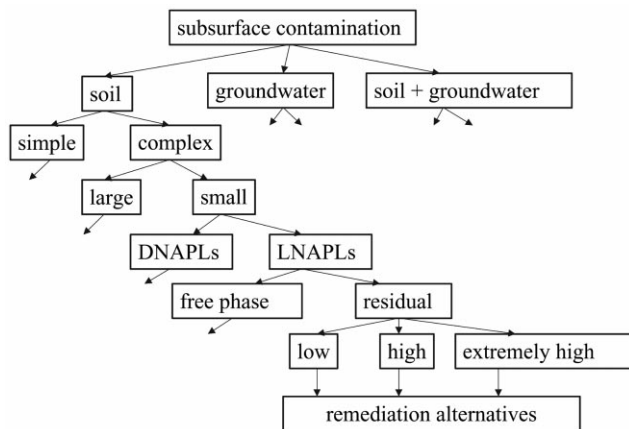 subsurface contamination
soil
groundwater
soil + groundwater
simple
complex
large
small
DNAPLs
LNAPLs
free phase
residual
low
high
extremely high
remediation alternatives